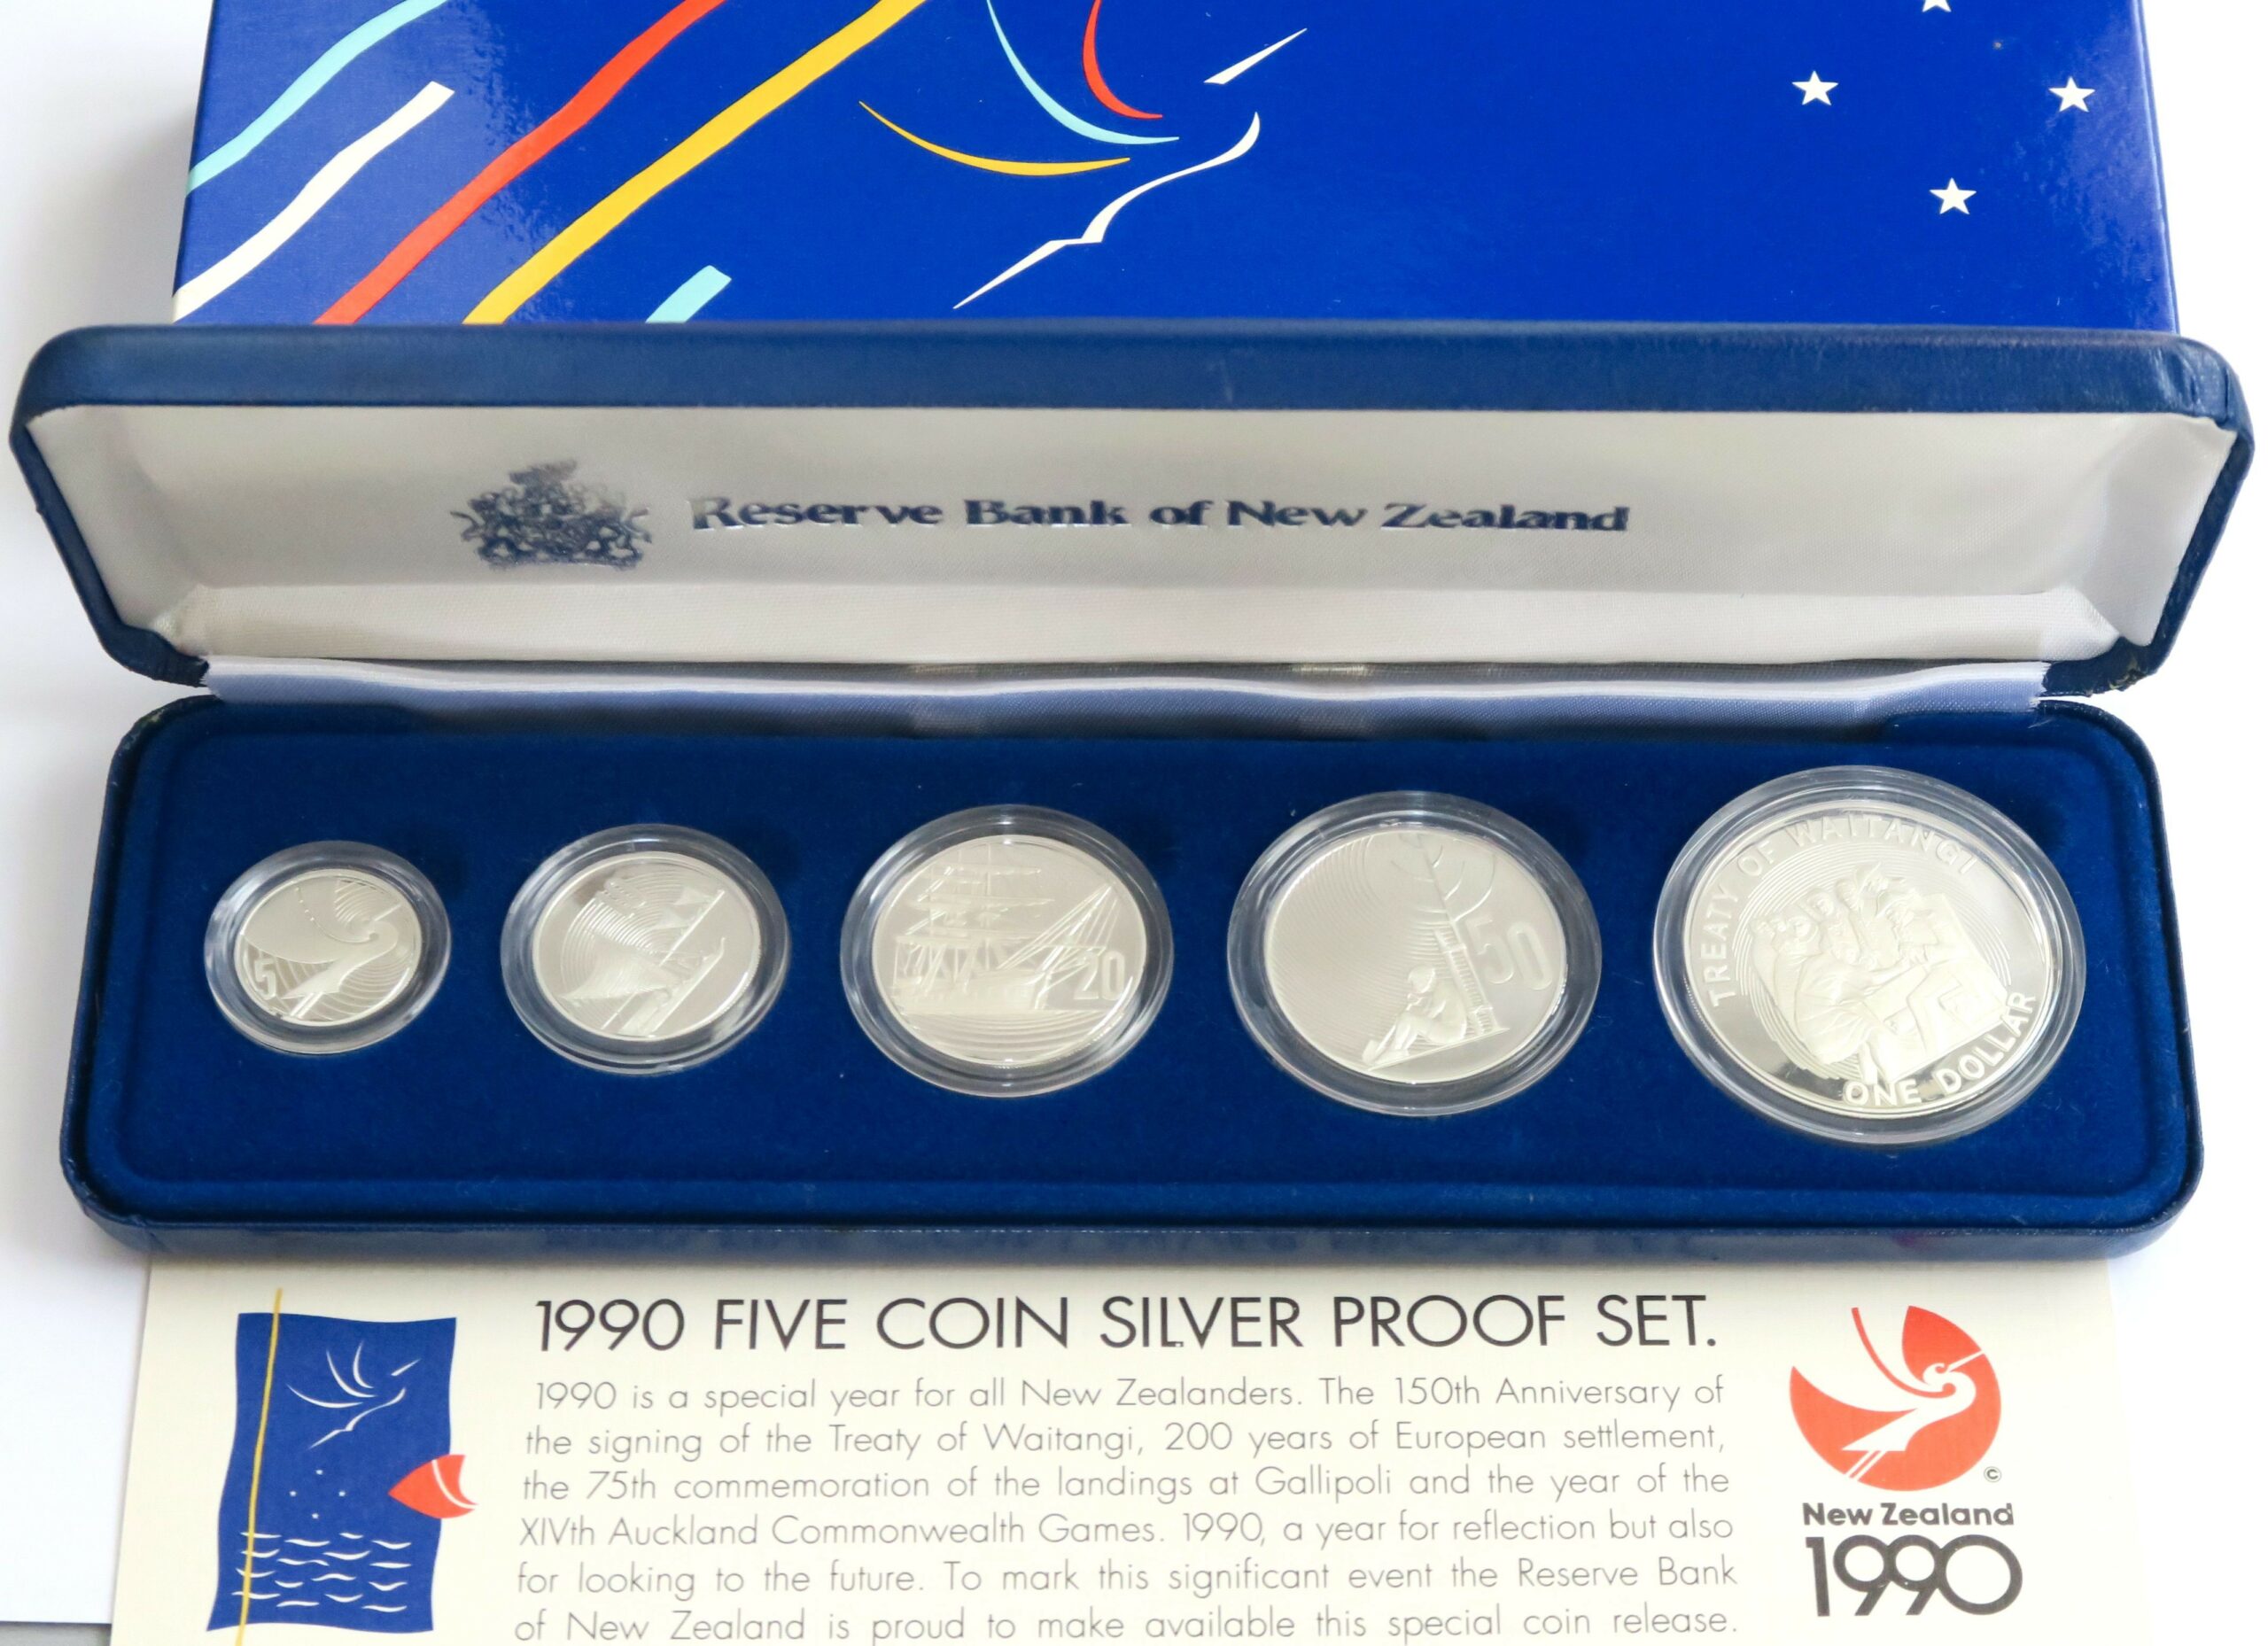 Reserve Bank of New Zealand
5
20
50
TREATY OF WAITANGI
ONE DOLLAR
1990 FIVE COIN SILVER PROOF SET.
1990 is a special year for all New Zealanders. The 150th Anniversary of
the signing of the Treaty of Waitangi, 200 years of European settlement,
the 75th commemoration of the landings at Gallipoli and the year of the
XIVth Auckland Commonwealth Games. 1990, a year for reflection but also
for looking to the future. To mark this significant event the Reserve Bank
of New Zealand is proud to make available this special coin release.
©
New Zealand
1990